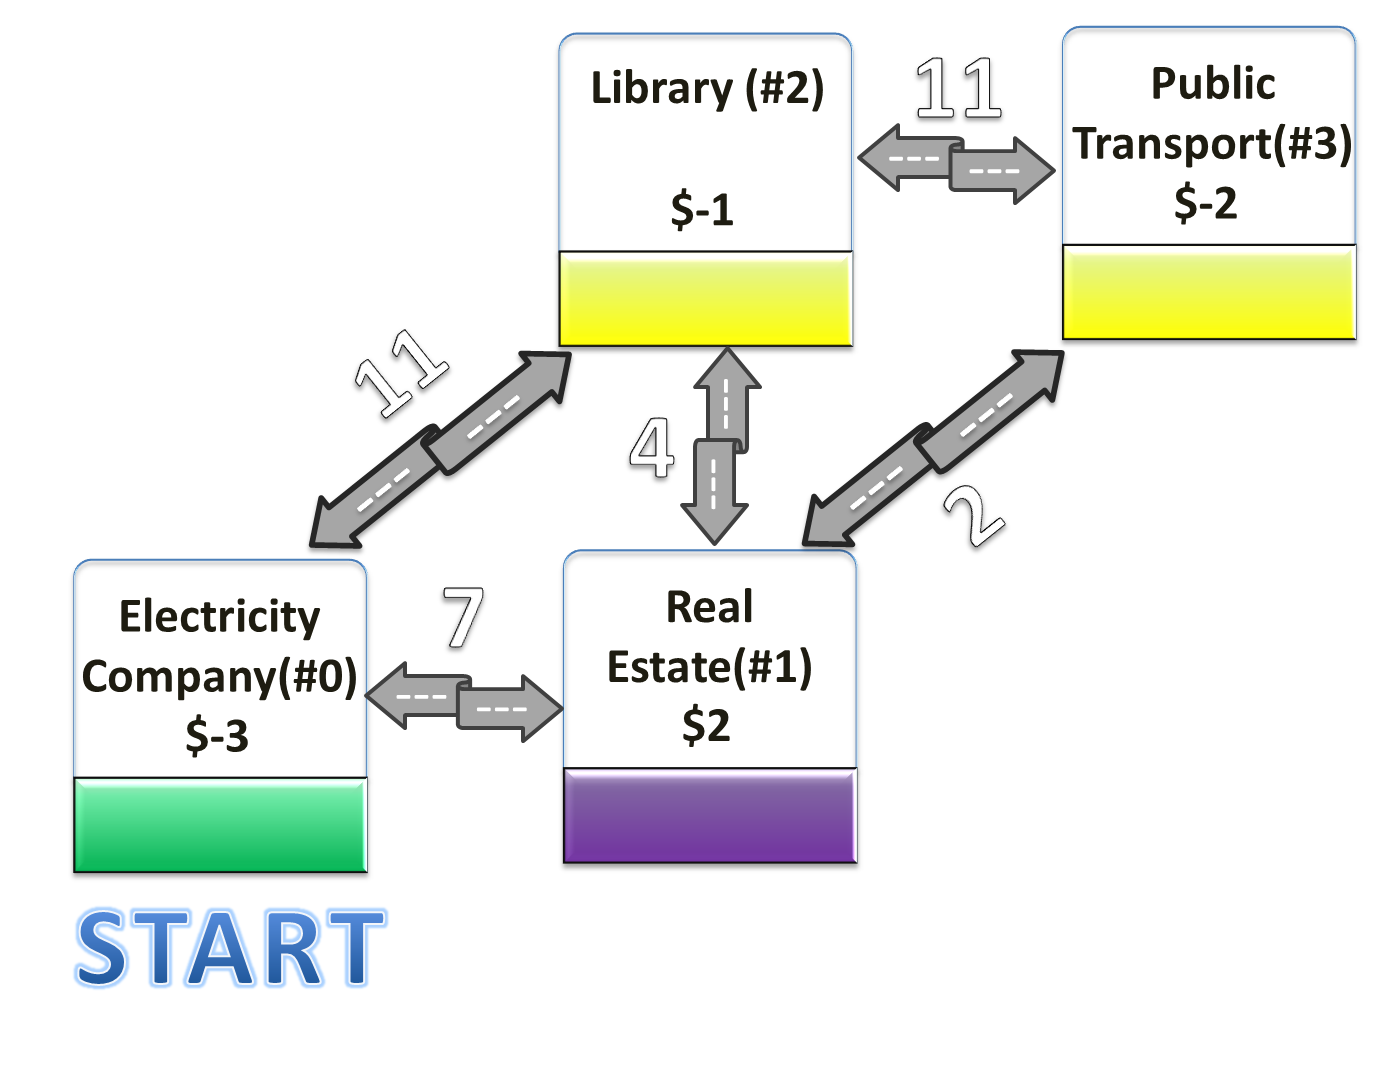 Library (#2)
$-1
11
Public
Transport(#3)
$-2
11
4
2
Electricity
Company(#0)
$-3
7
Real
Estate(#1)
$2
START